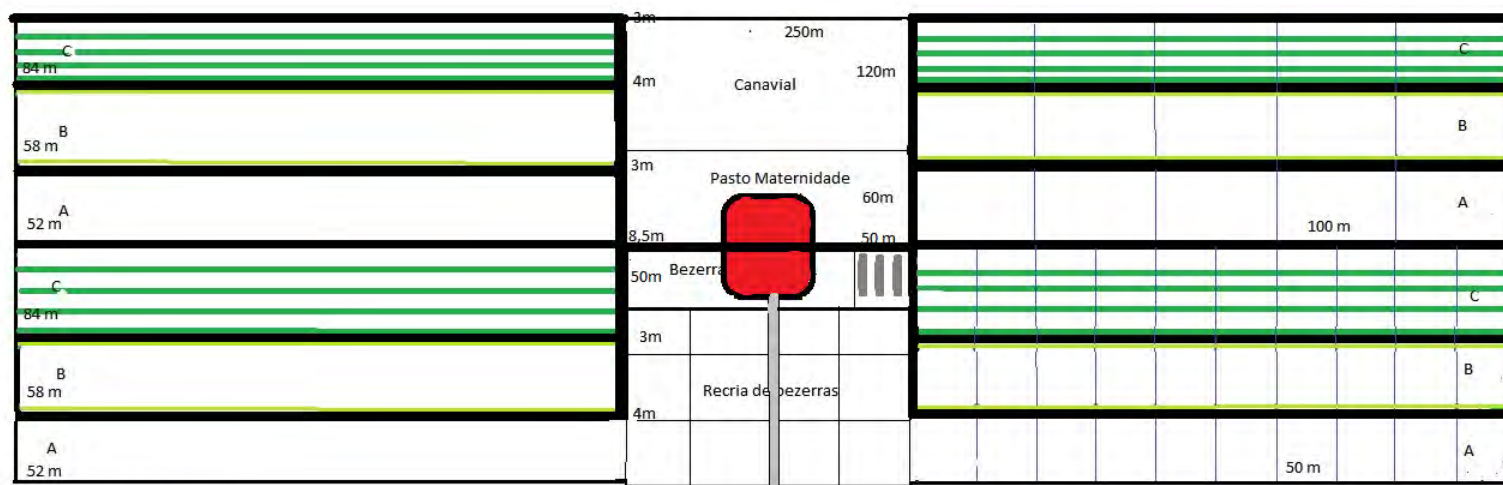 C
84 m
B
58 m
A
52 m
C
84 m
B
58 m
A
52 m
3m
250m
120m
4m
Canavial
3m
Pasto Maternidade
60m
8,5m
50 m
50m
Bezerra
3m
Recria de bezerras
4m
C
B
A
100 m
C
B
A
50 m